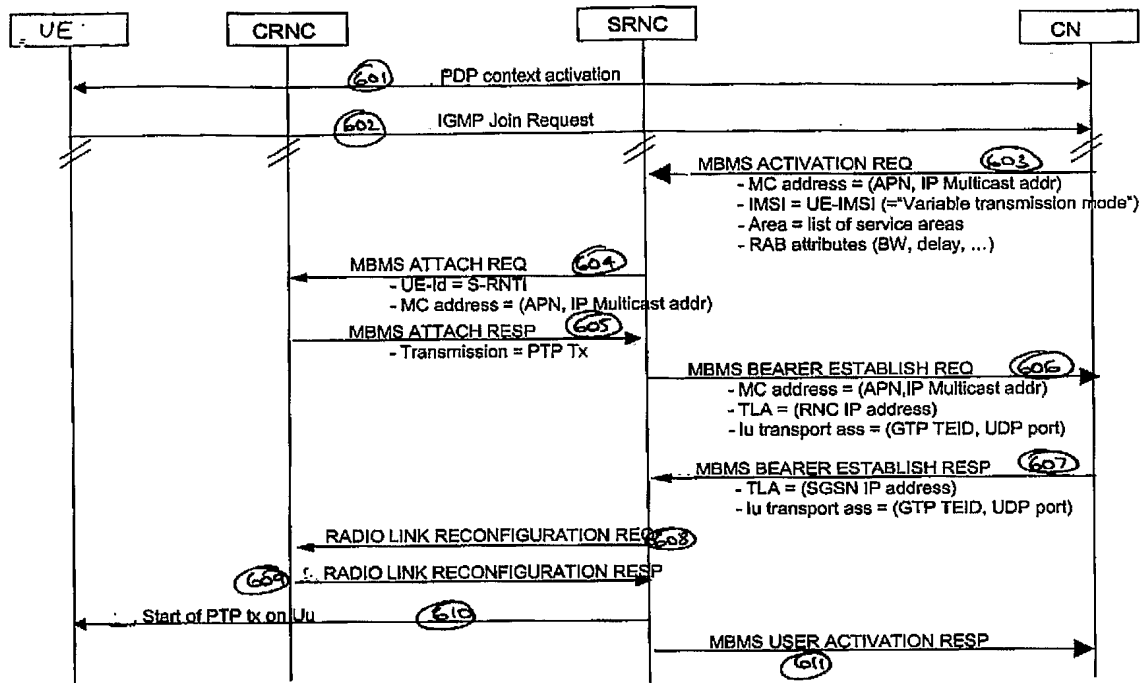 UE
CRNC
SRNC
CN
601
PDP context activation
602
IGMP Join Request
603
MBMS ACTIVATION REQ
- MC address = (APN, IP Multicast addr)
- IMSI = UE-IMSI (="Variable transmission mode")
- Area = list of service areas
- RAB attributes (BW, delay, ...)
MBMS ATTACH REQ
604
- UE-Id = S-RNTI
- MC address = (APN, IP Multicast addr)
MBMS ATTACH RESP
605
- Transmission = PTP Tx
MBMS BEARER ESTABLISH REQ
606
- MC address = (APN,IP Multicast addr)
- TLA = (RNC IP address)
- Iu transport ass = (GTP TEID, UDP port)
MBMS BEARER ESTABLISH RESP
607
- TLA = (SGSN IP address)
- Iu transport ass = (GTP TEID, UDP port)
RADIO LINK RECONFIGURATION REQ
608
609
RADIO LINK RECONFIGURATION RESP
Start of PTP tx on Uu
610
MBMS USER ACTIVATION RESP
611